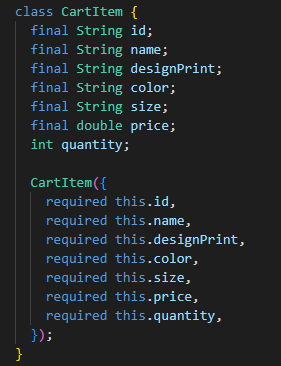 class CartItem {
  final String id;
  final String name;
  final String designPrint;
  final String color;
  final String size;
  final double price;
  int quantity;

  CartItem({
    required this.id,
    required this.name,
    required this.designPrint,
    required this.color,
    required this.size,
    required this.price,
    required this.quantity,
  });
}